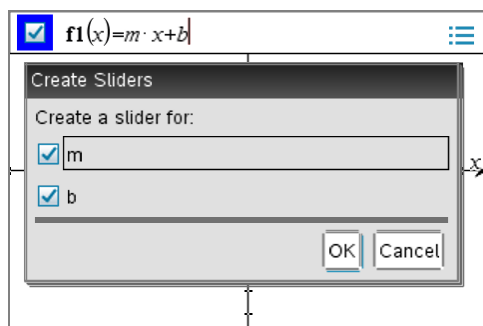 f1(x)=m· x+b
Create Sliders
Create a slider for:
m
x
b
OK Cancel